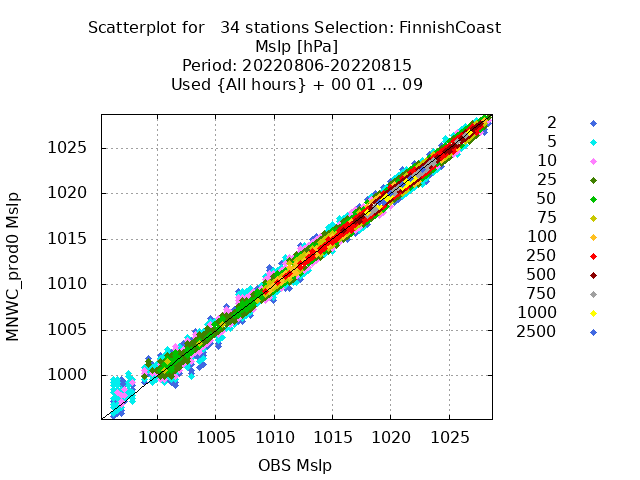 Scatterplot for   34 stations Selection: FinnishCoast
Mslp [hPa]
Period: 20220806-20220815
Used {All hours} + 00 01 ... 09
MNWC_prod0 Mslp
1025
1020
1015
1010
1005
1000
1000 1005 1010 1015 1020 1025
OBS Mslp
2
5
10
25
50
75
100
250
500
750
1000
2500